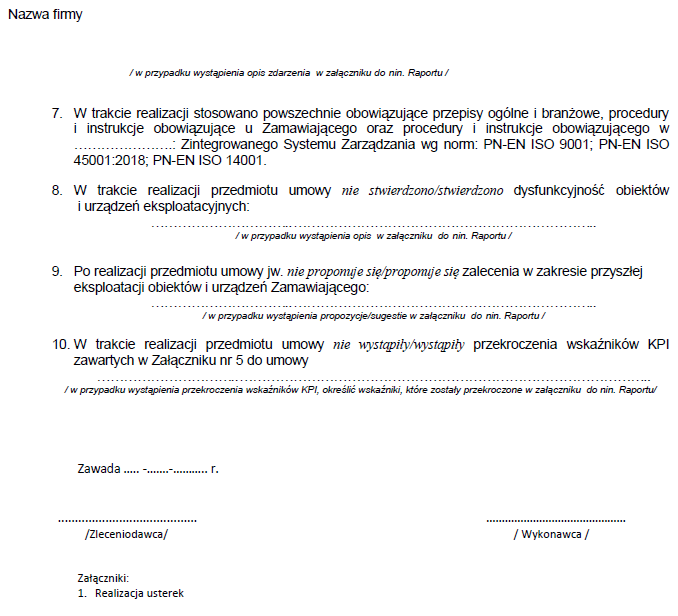 Nazwa firmy
/ w przypadku wystąpienia opis zdarzenia w załączniku do nin. Raportu /
7. W trakcie realizacji stosowano powszechnie obowiązujące przepisy ogólne i branżowe, procedury
i instrukcje obowiązujące u Zamawiającego oraz procedury i instrukcje obowiązującego w
………………….: Zintegrowanego Systemu Zarządzania wg norm: PN-EN ISO 9001; PN-EN ISO
45001:2018; PN-EN ISO 14001.
8. W trakcie realizacji przedmiotu umowy nie stwierdzono/stwierdzono dysfunkcyjność obiektów
i urządzeń eksploatacyjnych:
…………………………..…………………………………………………………..
/ w przypadku wystąpienia opis w załączniku do nin. Raportu /
9. Po realizacji przedmiotu umowy jw. nie proponuje się/proponuje się zalecenia w zakresie przyszłej
eksploatacji obiektów i urządzeń Zamawiającego:
…………………………..…………………………………………………………..
/ w przypadku wystąpienia propozycje/sugestie w załączniku do nin. Raportu /
10. W trakcie realizacji przedmiotu umowy nie wystąpiły/wystąpiły przekroczenia wskaźników KPI
zawartych w Załączniku nr 5 do umowy
…………………………..………………………………………………………………………………..
/ w przypadku wystąpienia przekroczenia wskaźników KPI, określić wskaźniki, które zostały przekroczone w załączniku do nin. Raportu/
Zawada ..... -.......-........... r.
.......................................... ............................................
/Zleceniodawca/ / Wykonawca /
Załączniki:
1. Realizacja usterek